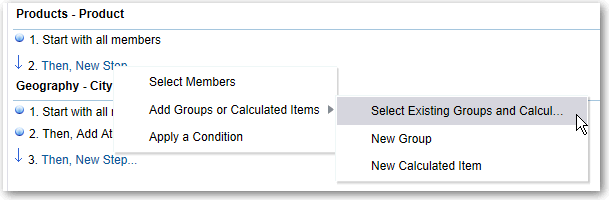 Products - Product
1. Start with all members
2. Then, New Step...
Select Members
Geography - City
Add Groups or Calculated Items
1. Start with all
Select Existing Groups and Calcul...
2. Then, Add At
Apply a Condition
New Group
3. Then, New Step...
New Calculated Item